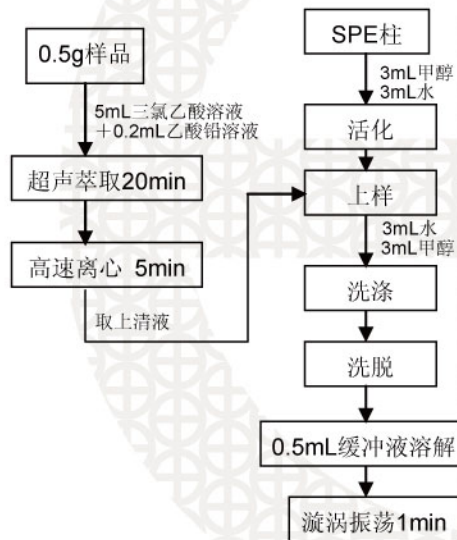 0.5g样品
5mL三氯乙酸溶液
+0.2mL乙酸铅溶液
超声萃取20min
高速离心 5min
取上清液
SPE柱
3mL甲醇
3mL水
活化
上样
3mL水
3mL甲醇
洗涤
洗脱
0.5mL缓冲液溶解
漩涡振荡1min